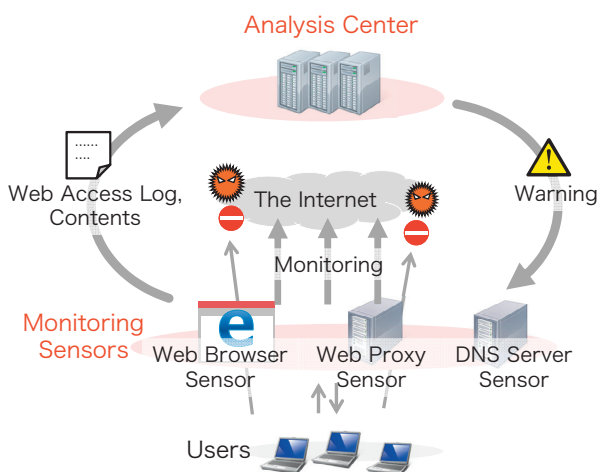 Analysis Center
Web Access Log,
Contents
The Internet
Warning
Monitoring
Monitoring
Sensors
Web Browser
Sensor
Web Proxy
Sensor
DNS Server
Sensor
Users